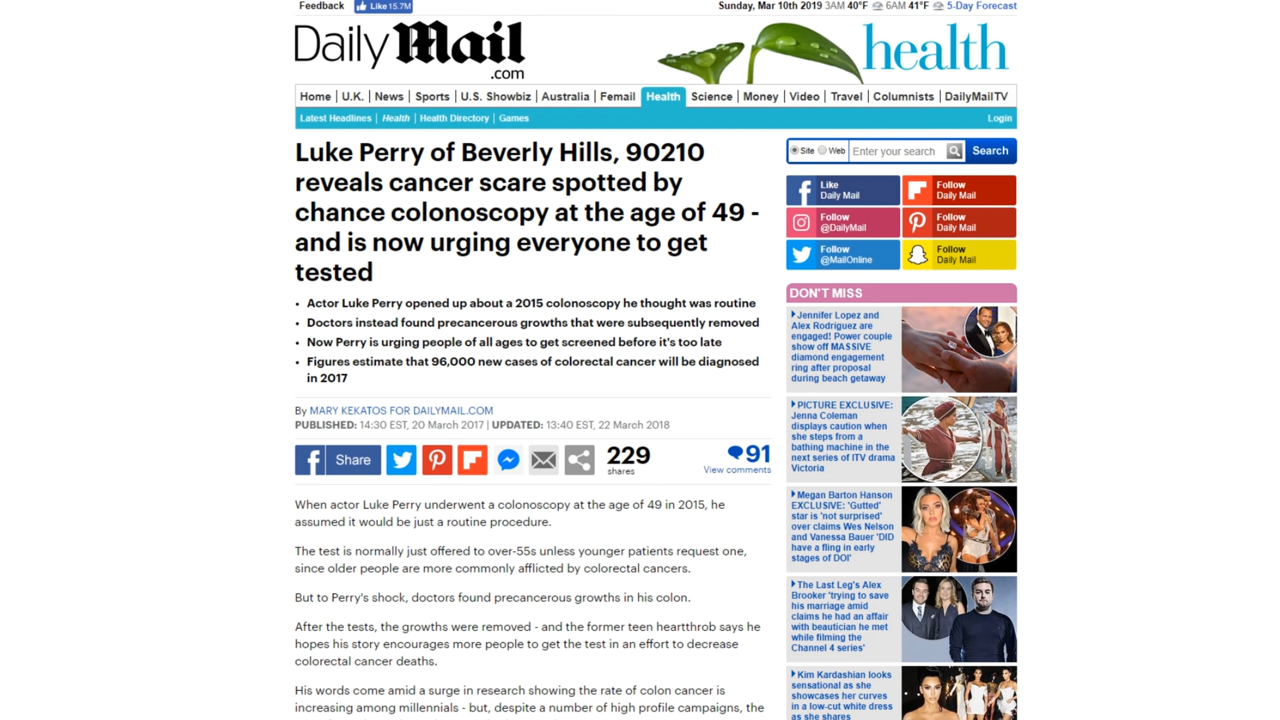 Feedback
Like 15.7M
Sunday, Mar 10th 2019 3AM 40°F 6AM 41°F 5-Day Forecast
Daily Mail
.com
health
Home | U.K. | News | Sports | U.S. Showbiz | Australia | Femail | Health | Science | Money | Video | Travel | Columnists | DailyMailTV
Latest Headlines | Health | Health Directory | Games
Login
Luke Perry of Beverly Hills, 90210
reveals cancer scare spotted by
chance colonoscopy at the age of 49 -
and is now urging everyone to get
tested
• Actor Luke Perry opened up about a 2015 colonoscopy he thought was routine
• Doctors instead found precancerous growths that were subsequently removed
• Now Perry is urging people of all ages to get screened before it's too late
• Figures estimate that 96,000 new cases of colorectal cancer will be diagnosed
in 2017
By MARY KEKATOS FOR DAILYMAIL.COM
PUBLISHED: 14:30 EST, 20 March 2017 | UPDATED: 13:40 EST, 22 March 2018
Share
229
shares
91
View comments
When actor Luke Perry underwent a colonoscopy at the age of 49 in 2015, he
assumed it would be just a routine procedure.
The test is normally just offered to over-55s unless younger patients request one,
since older people are more commonly afflicted by colorectal cancers.
But to Perry's shock, doctors found precancerous growths in his colon.
After the tests, the growths were removed - and the former teen heartthrob says he
hopes his story encourages more people to get the test in an effort to decrease
colorectal cancer deaths.
His words come amid a surge in research showing the rate of colon cancer is
increasing among millennials - but, despite a number of high profile campaigns, the
Site Web Enter your search Search
Like
Daily Mail
Follow
Daily Mail
Follow
@DailyMail
Follow
Daily Mail
Follow
@MailOnline
Follow
Daily Mail
DON'T MISS
Jennifer Lopez and
Alex Rodriguez are
engaged! Power couple
show off MASSIVE
diamond engagement
ring after proposal
during beach getaway
PICTURE EXCLUSIVE:
Jenna Coleman
displays caution when
she steps from a
bathing machine in the
next series of ITV drama
Victoria
Megan Barton Hanson
EXCLUSIVE: 'Gutted'
star is 'not surprised'
over claims Wes Nelson
and Vanessa Bauer 'DID
have a fling in early
stages of DOI'
The Last Leg's Alex
Brooker 'trying to save
his marriage amid
claims he had an affair
with beautician he met
while filming the
Channel 4 series'
Kim Kardashian looks
sensational as she
showcases her curves
in a low-cut white dress
as she shares